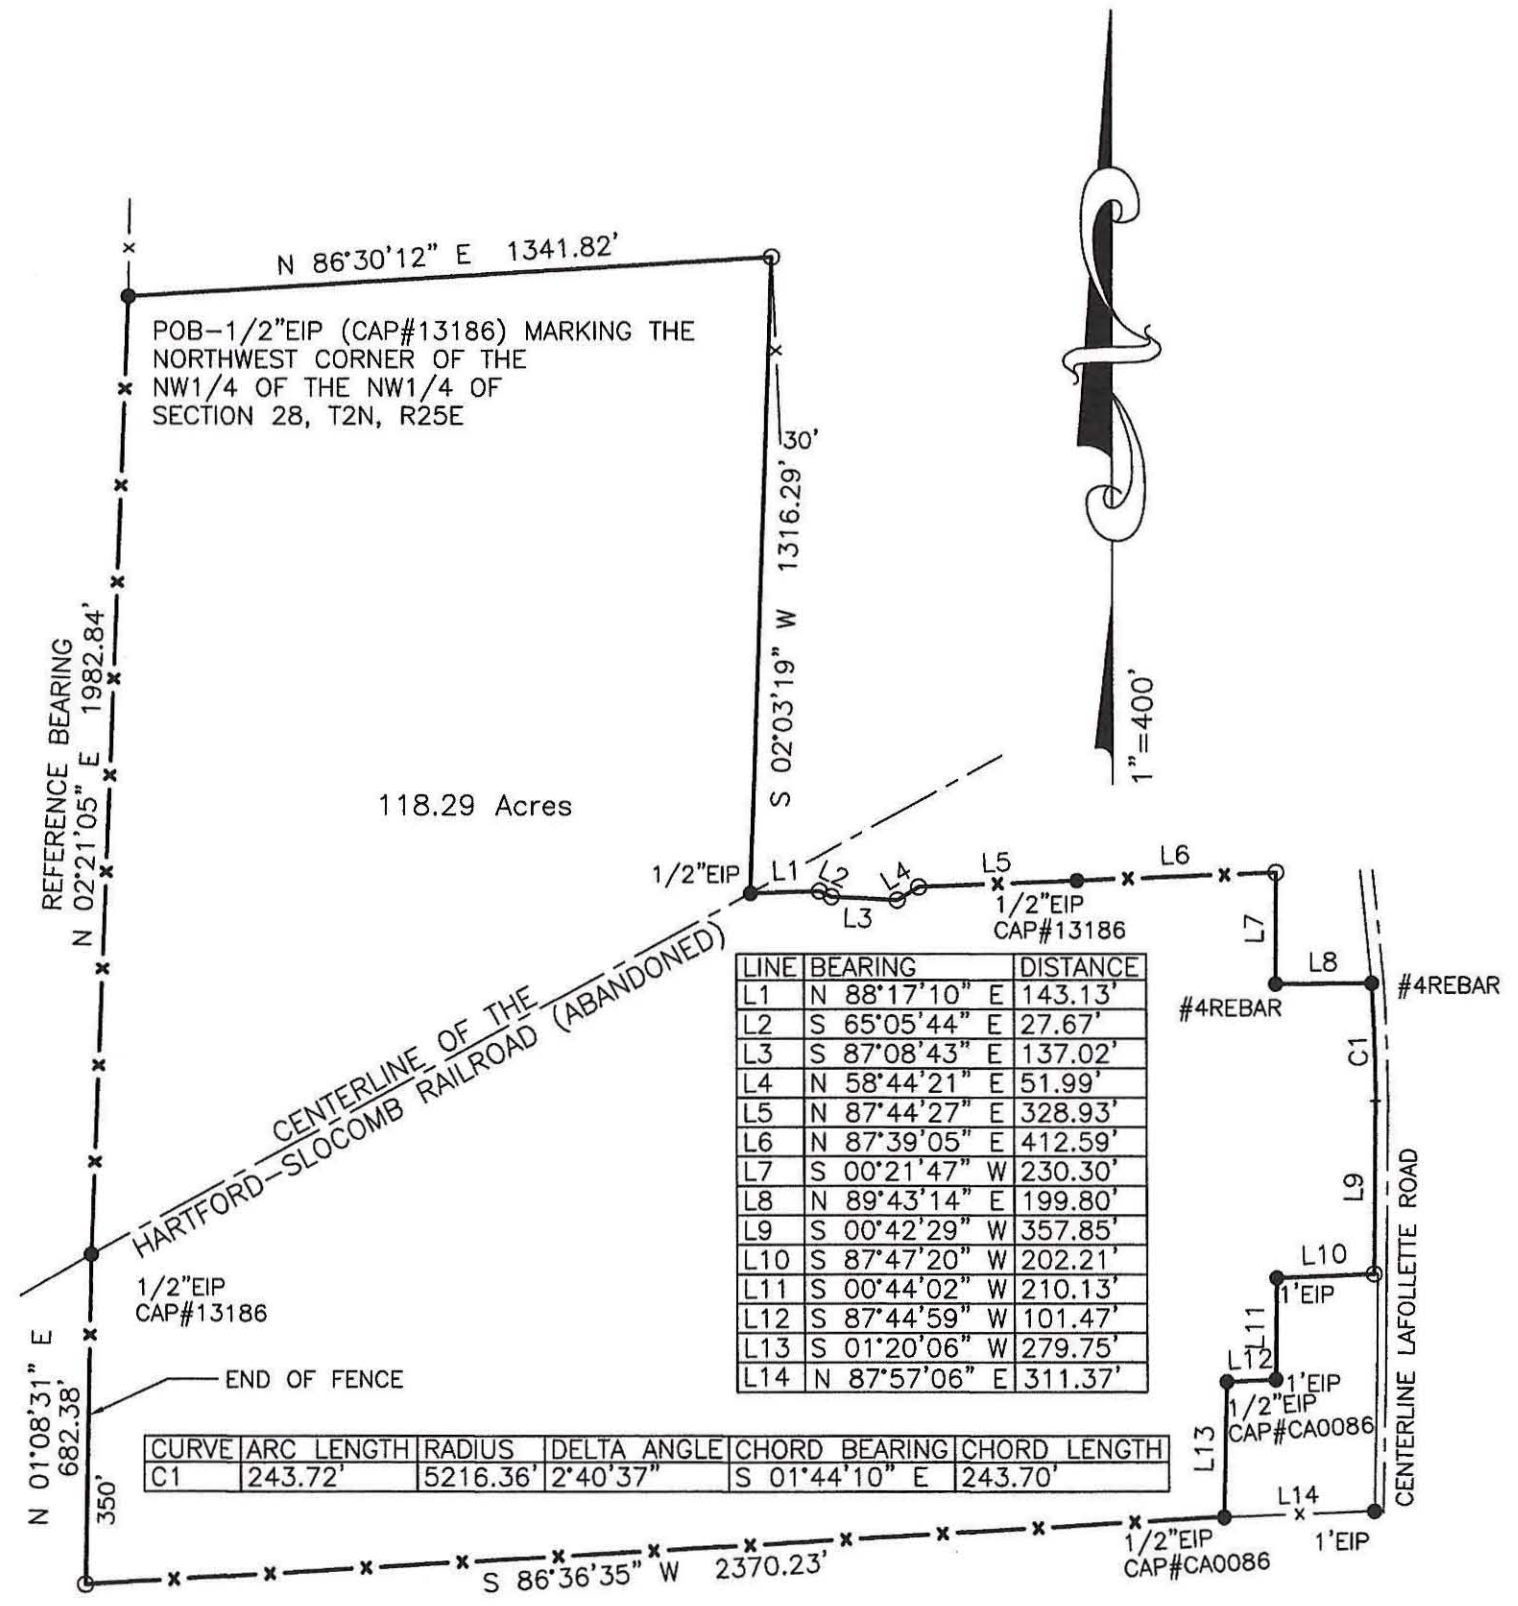 N 86°30'12" E 1341.82'
POB-1/2"EIP (CAP#13186) MARKING THE
NORTHWEST CORNER OF THE
NW1/4 OF THE NW1/4 OF
SECTION 28, T2N, R25E
30'
S 02°03'19" W 1316.29'
1"=400'
REFERENCE BEARING
N 02°21'05" E 1982.84'
118.29 Acres
1/2"EIP
L1
L2
L3
L4
L5
L6
1/2"EIP
CAP#13186
L7
L8
#4REBAR
#4REBAR
C1
L9
CENTERLINE LAFOLLETTE ROAD
CENTERLINE OF THE
HARTFORD-SLOCOMB RAILROAD (ABANDONED)
LINE BEARING DISTANCE
L1 N 88°17'10" E 143.13'
L2 S 65°05'44" E 27.67'
L3 S 87°08'43" E 137.02'
L4 N 58°44'21" E 51.99'
L5 N 87°44'27" E 328.93'
L6 N 87°39'05" E 412.59'
L7 S 00°21'47" W 230.30'
L8 N 89°43'14" E 199.80'
L9 S 00°42'29" W 357.85'
L10 S 87°47'20" W 202.21'
L11 S 00°44'02" W 210.13'
L12 S 87°44'59" W 101.47'
L13 S 01°20'06" W 279.75'
L14 N 87°57'06" E 311.37'
L10
1'EIP
L11
L12
1'EIP
1/2"EIP
CAP#CA0086
L13
L14
1/2"EIP
CAP#CA0086
1'EIP
1/2"EIP
CAP#13186
END OF FENCE
N 01°08'31" E
682.38'
350'
CURVE ARC LENGTH RADIUS DELTA ANGLE CHORD BEARING CHORD LENGTH
C1 243.72' 5216.36' 2°40'37" S 01°44'10" E 243.70'
S 86°36'35" W 2370.23'